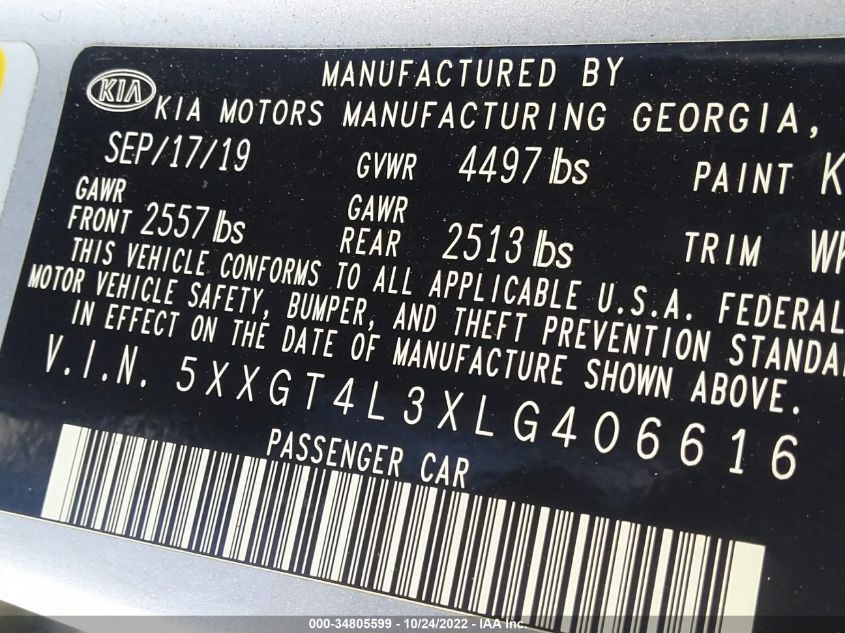 MANUFACTURED BY
KIA
KIA MOTORS MANUFACTURING GEORGIA,
SEP/17/19 GVWR 4497 lbs PAINT K
GAWR FRONT 2557 lbs GAWR REAR 2513 lbs TRIM
THIS VEHICLE CONFORMS TO ALL APPLICABLE U.S.A. FEDERAL
MOTOR VEHICLE SAFETY, BUMPER, AND THEFT PREVENTION STANDA
IN EFFECT ON THE DATE OF MANUFACTURE SHOWN ABOVE.
V.I.N. 5XXGT4L3XLG406616
PASSENGER CAR
000-34805599 - 10/24/2022 - IAA Inc.